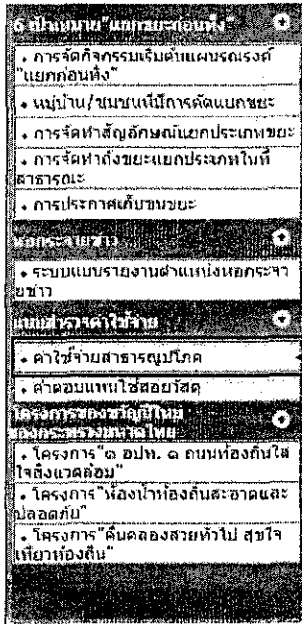 6 เป้าหมาย"แยกขยะก่อนทิ้ง"
• การจัดกิจกรรมเริ่มต้นแผนรณรงค์
"แยกก่อนทิ้ง"
• หมู่บ้าน/ชุมชนที่มีการคัดแยกขยะ
• การจัดทำสัญลักษณ์แยกประเภทขยะ
• การจัดทำถังขยะแยกประเภทในที่
สาธารณะ
• การประกาศเก็บขนขยะ
หอกระจายข่าว
• ระบบแบบรายงานตำแหน่งหอกระจา
ยข่าว
แบบสำรวจค่าใช้จ่าย
• ค่าใช้จ่ายสาธารณูปโภค
• ค่าตอบแทนใช้สอยวัสดุ
โครงการของขวัญปีใหม่
ของกระทรวงมหาดไทย
• โครงการ"๑ อปท. ๑ ถนนท้องถิ่นใส่
ใจสิ่งแวดล้อม"
• โครงการ"ห้องน้ำท้องถิ่นสะอาดและ
ปลอดภัย"
• โครงการ"คืนคลองสวยทั่วไป สุขใจ
เที่ยวท้องถิ่น"